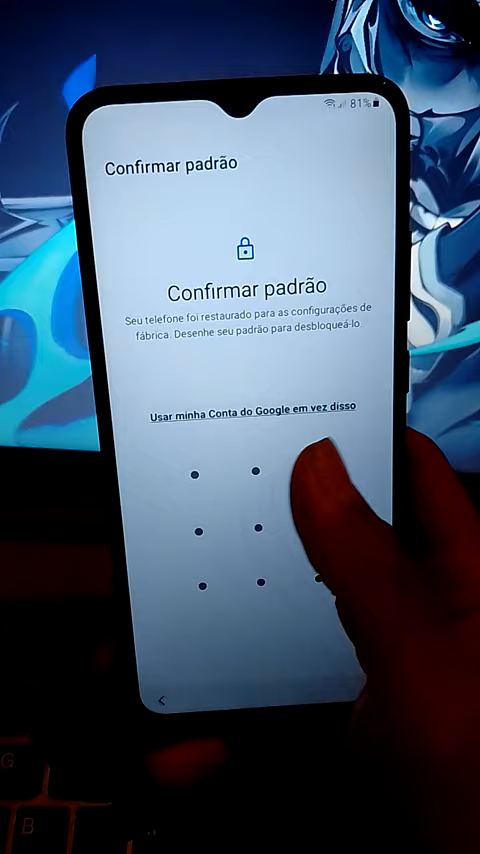 81%
Confirmar padrão
Confirmar padrão
Seu telefone foi restaurado para as configurações de
fábrica. Desenhe seu padrão para desbloqueá-lo.
Usar minha Conta do Google em vez disso
G
B